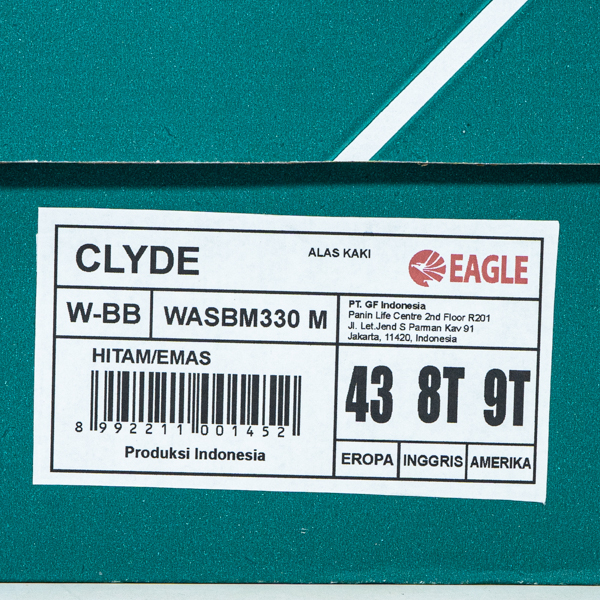 CLYDE
ALAS KAKI
EAGLE
W-BB
WASBM330 M
PT. GF Indonesia
Panin Life Centre 2nd Floor R201
Jl. Let.Jend S Parman Kav 91
Jakarta, 11420, Indonesia
HITAM/EMAS
8 992211 001452
Produksi Indonesia
43 8T 9T
EROPA INGGRIS AMERIKA